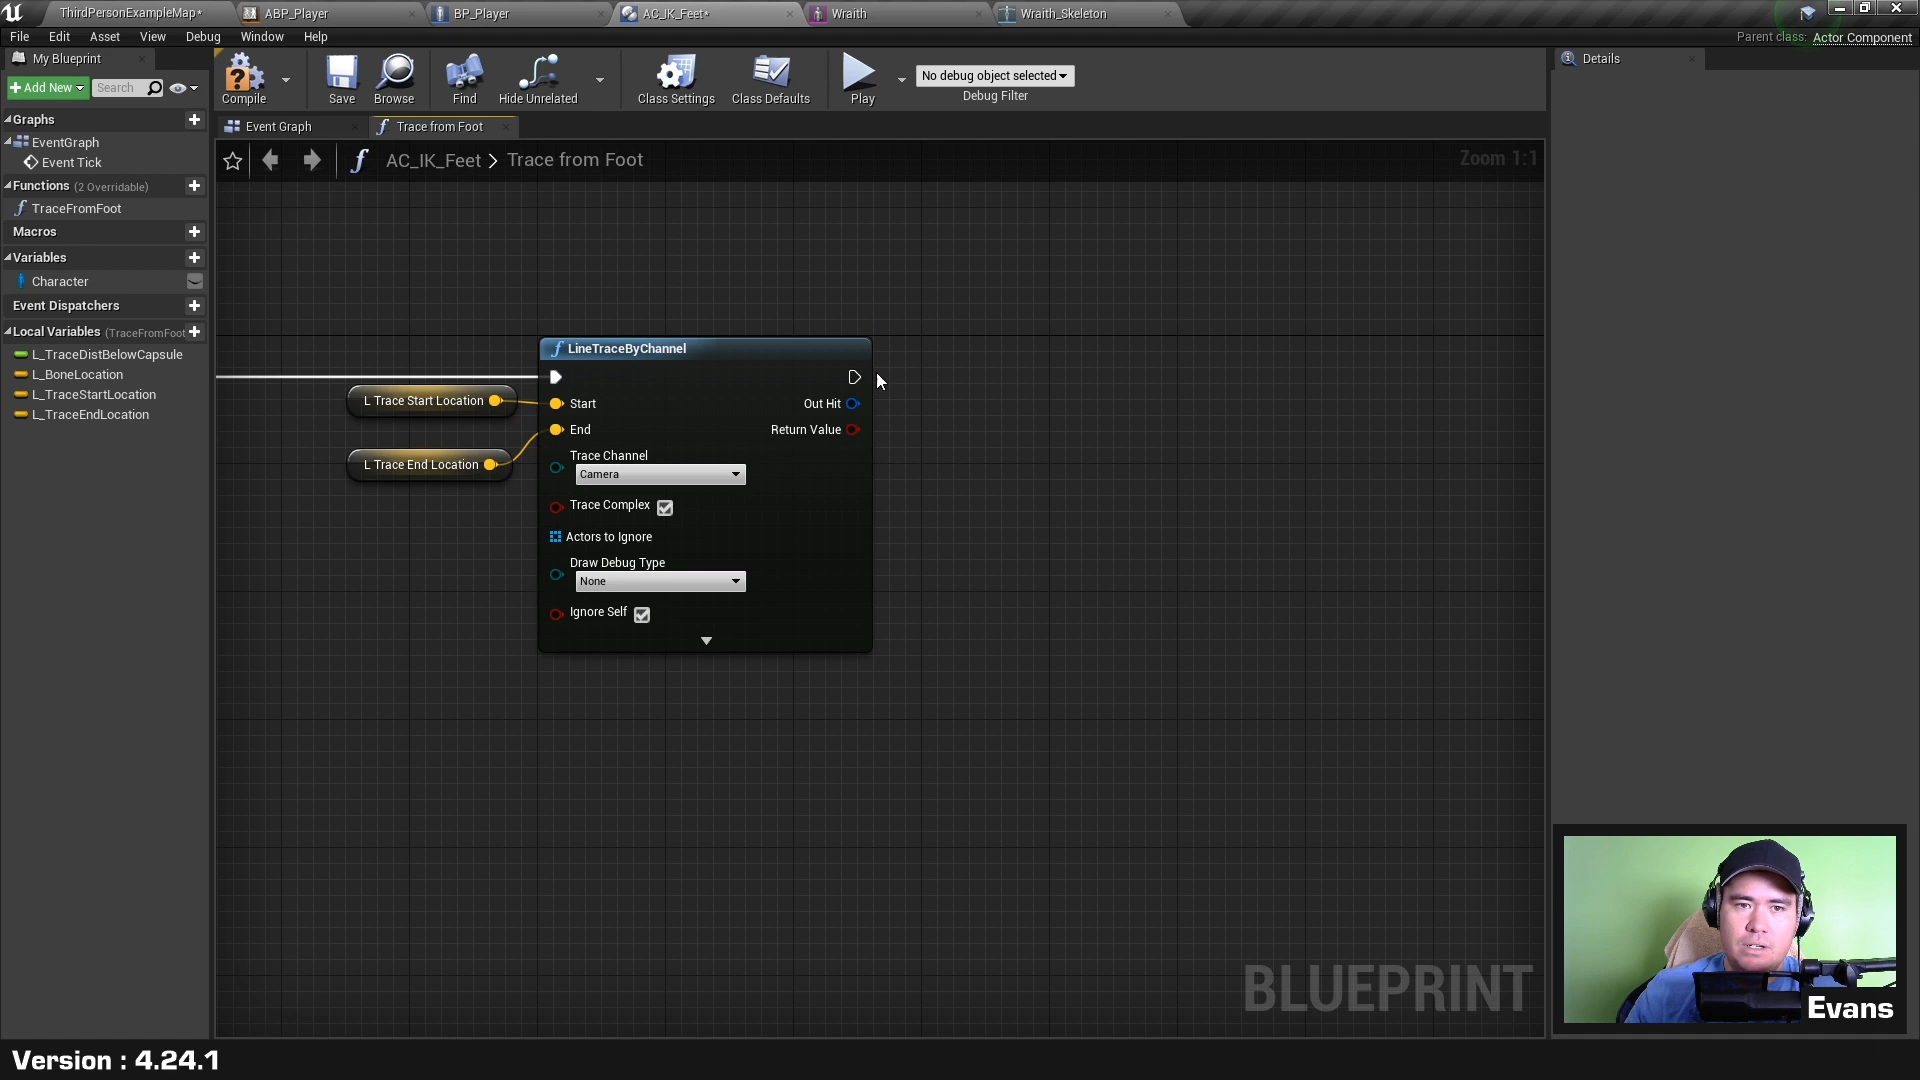 ThirdPersonExampleMap*
ABP_Player
BP_Player
AC_IK_Feet*
Wraith
Wraith_Skeleton
File Edit Asset View Debug Window Help
Parent class: Actor Component
My Blueprint
Add New
Search
Compile
Save
Browse
Find
Hide Unrelated
Class Settings
Class Defaults
Play
No debug object selected
Debug Filter
Details
Event Graph
Trace from Foot
AC_IK_Feet > Trace from Foot
Zoom 1:1
Graphs
EventGraph
Event Tick
Functions (2 Overridable)
TraceFromFoot
Macros
Variables
Character
Event Dispatchers
Local Variables (TraceFromFoot
L_TraceDistBelowCapsule
L_BoneLocation
L_TraceStartLocation
L_TraceEndLocation
LineTraceByChannel
L Trace Start Location
L Trace End Location
Start
Out Hit
End
Return Value
Trace Channel
Camera
Trace Complex
Actors to Ignore
Draw Debug Type
None
Ignore Self
BLUEPRINT
Evans
Version : 4.24.1